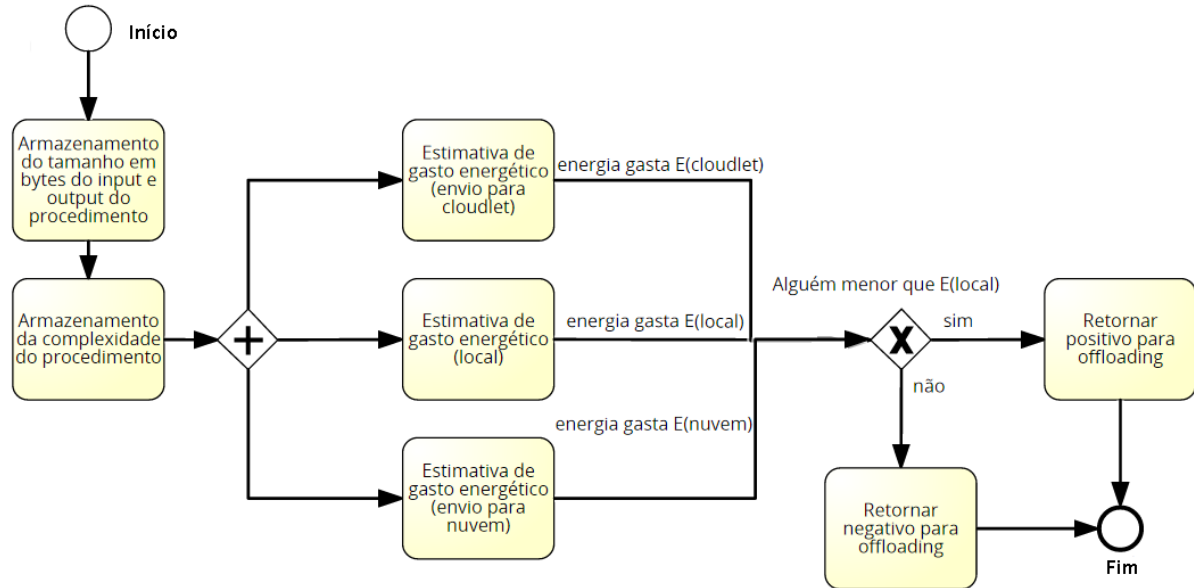 Início
Armazenamento
do tamanho em
bytes do input e
output do
procedimento
Armazenamento
da complexidade
do procedimento
Estimativa de
gasto energético
(envio para
cloudlet)
energia gasta E(cloudlet)
Estimativa de
gasto energético
(local)
energia gasta E(local)
Estimativa de
gasto energético
(envio para
nuvem)
energia gasta E(nuvem)
Alguém menor que E(local)
sim
não
Retornar
positivo para
offloading
Retornar
negativo para
offloading
Fim